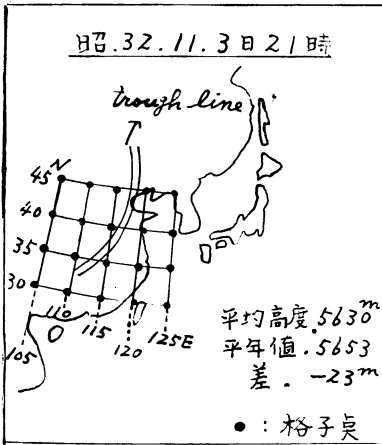 昭.32.11.3日21時
trough line
45 N
40
35
30
105
110
115
120
125E
平均高度.5630m
平年値.5653
差.-23m
●:格子点